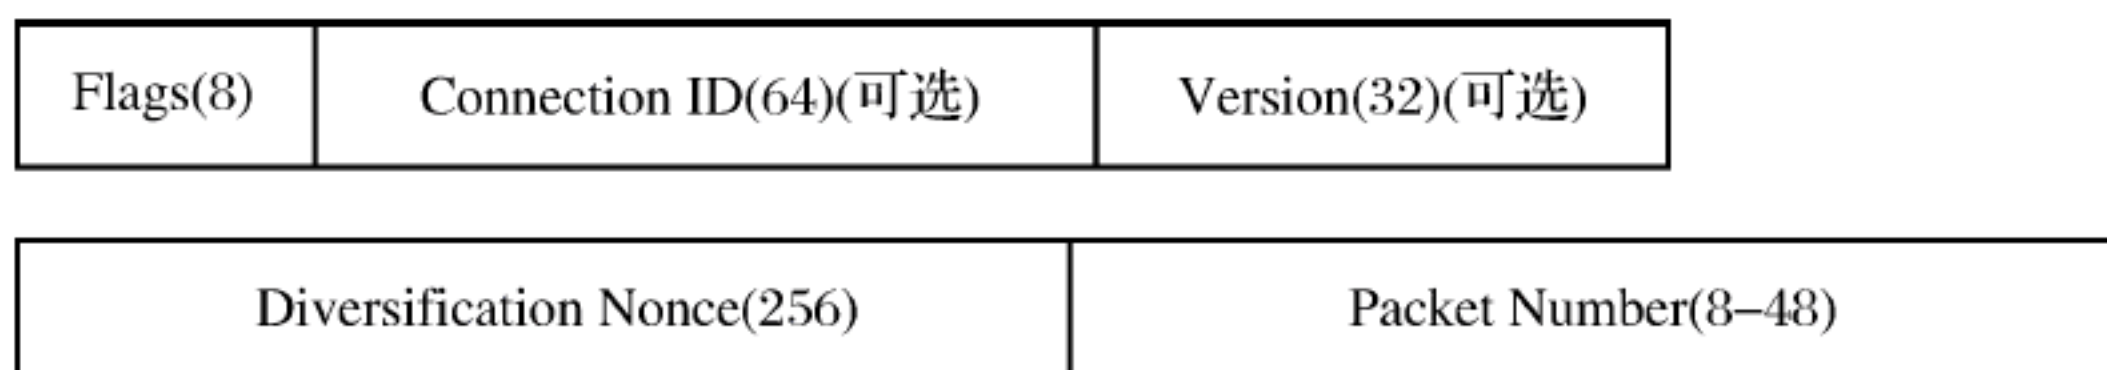 Flags(8) Connection ID(64)(可选) Version(32)(可选)
Diversification Nonce(256) Packet Number(8–48)